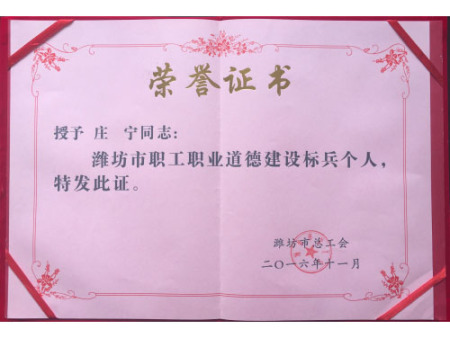 荣誉证书
授予 庄 宁同志：
潍坊市职工职业道德建设标兵个人，
特发此证。
潍坊市总工会
二〇一六年十一月